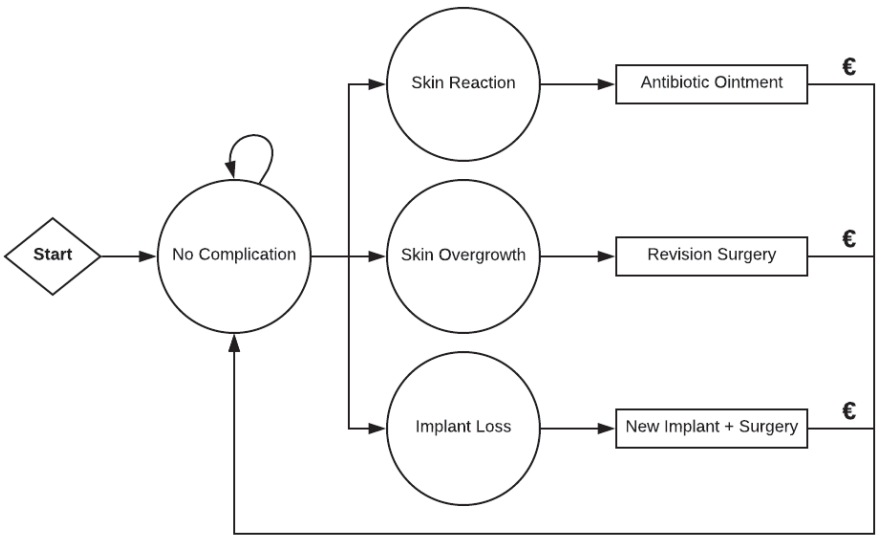 Skin Reaction
Antibiotic Ointment
€
Start
No Complication
Skin Overgrowth
Revision Surgery
€
Implant Loss
New Implant + Surgery
€